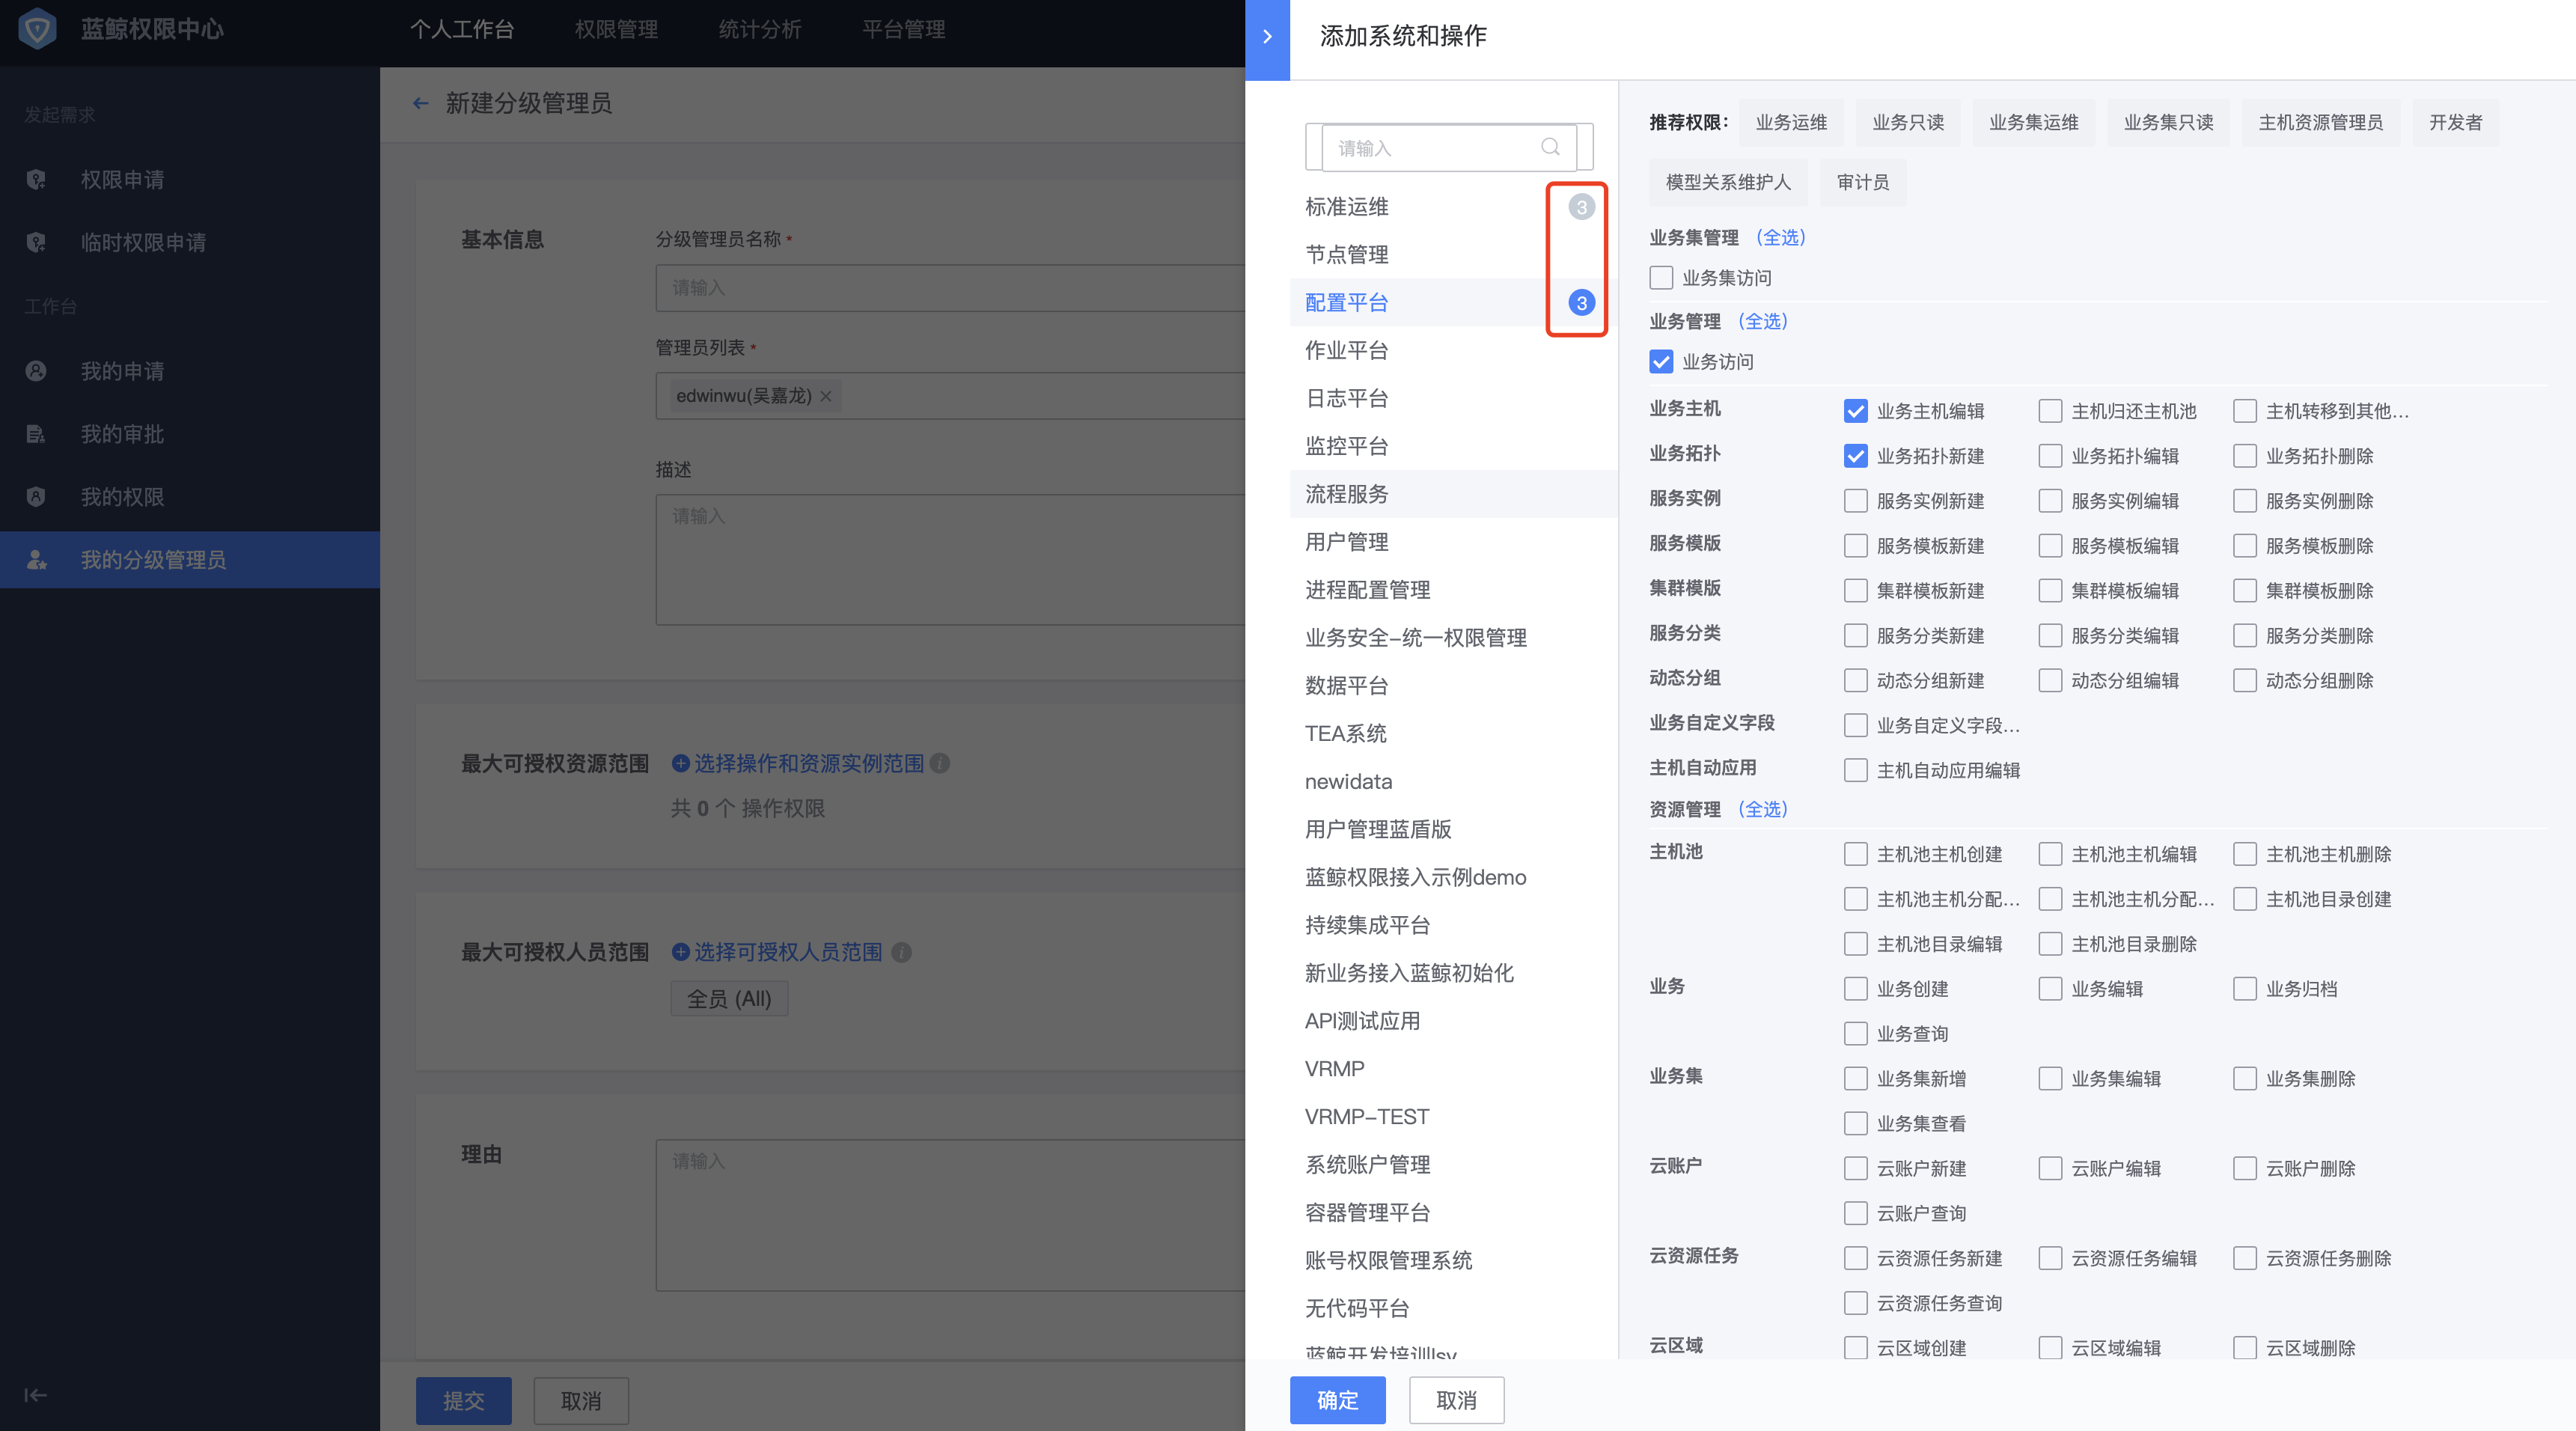 蓝鲸权限中心
个人工作台 权限管理 统计分析 平台管理
发起需求
权限申请
临时权限申请
工作台
我的申请
我的审批
我的权限
我的分级管理员
新建分级管理员
基本信息
分级管理员名称 *
请输入
管理员列表 *
edwinwu(吴嘉龙) ×
描述
请输入
最大可授权资源范围 选择操作和资源实例范围
共 0 个 操作权限
最大可授权人员范围 选择可授权人员范围
全员 (All)
理由
请输入
提交 取消
添加系统和操作
请输入
标准运维 3
节点管理
配置平台 3
作业平台
日志平台
监控平台
流程服务
用户管理
进程配置管理
业务安全-统一权限管理
数据平台
TEA系统
newidata
用户管理蓝盾版
蓝鲸权限接入示例demo
持续集成平台
新业务接入蓝鲸初始化
API测试应用
VRMP
VRMP-TEST
系统账户管理
容器管理平台
账号权限管理系统
无代码平台
蓝鲸开发培训lsy
确定 取消
推荐权限： 业务运维 业务只读 业务集运维 业务集只读 主机资源管理员 开发者
模型关系维护人 审计员
业务集管理 (全选)
业务集访问
业务管理 (全选)
业务访问
业务主机 业务主机编辑 主机归还主机池 主机转移到其他...
业务拓扑 业务拓扑新建 业务拓扑编辑 业务拓扑删除
服务实例 服务实例新建 服务实例编辑 服务实例删除
服务模版 服务模板新建 服务模板编辑 服务模板删除
集群模版 集群模板新建 集群模板编辑 集群模板删除
服务分类 服务分类新建 服务分类编辑 服务分类删除
动态分组 动态分组新建 动态分组编辑 动态分组删除
业务自定义字段 业务自定义字段...
主机自动应用 主机自动应用编辑
资源管理 (全选)
主机池 主机池主机创建 主机池主机编辑 主机池主机删除
主机池主机分配... 主机池主机分配... 主机池目录创建
主机池目录编辑 主机池目录删除
业务 业务创建 业务编辑 业务归档
业务查询
业务集 业务集新增 业务集编辑 业务集删除
业务集查看
云账户 云账户新建 云账户编辑 云账户删除
云账户查询
云资源任务 云资源任务新建 云资源任务编辑 云资源任务删除
云资源任务查询
云区域 云区域创建 云区域编辑 云区域删除